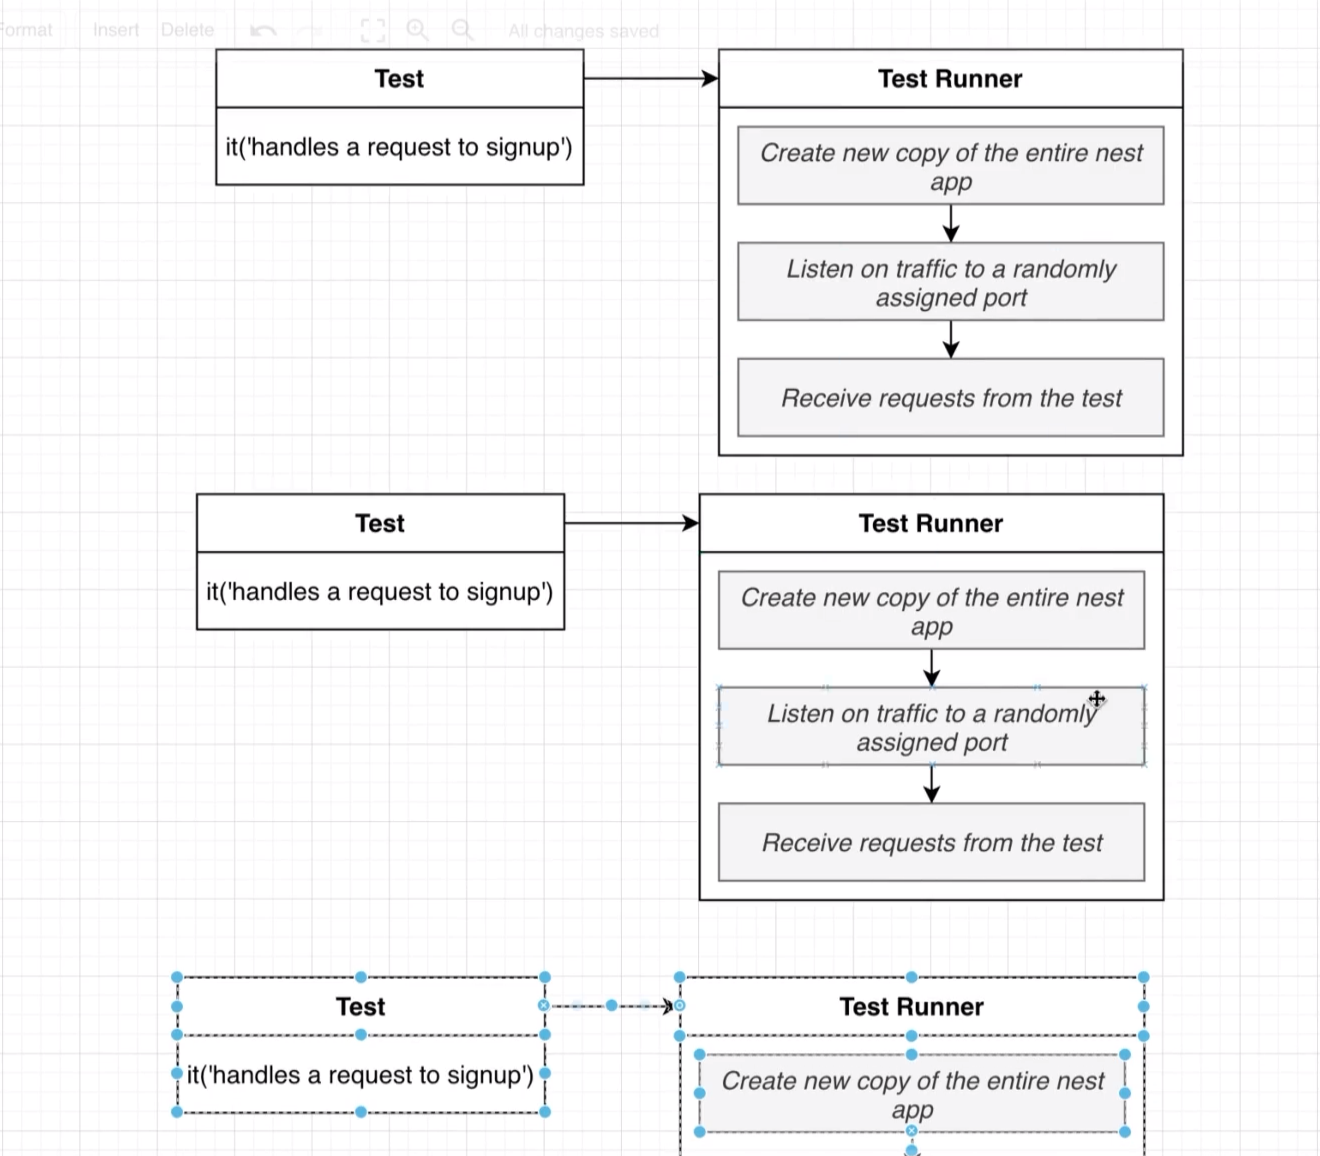 Format Insert Delete All changes saved
Test
it('handles a request to signup')
Test Runner
Create new copy of the entire nest
app
Listen on traffic to a randomly
assigned port
Receive requests from the test
Test
it('handles a request to signup')
Test Runner
Create new copy of the entire nest
app
Listen on traffic to a randomly
assigned port
Receive requests from the test
Test
it('handles a request to signup')
Test Runner
Create new copy of the entire nest
app